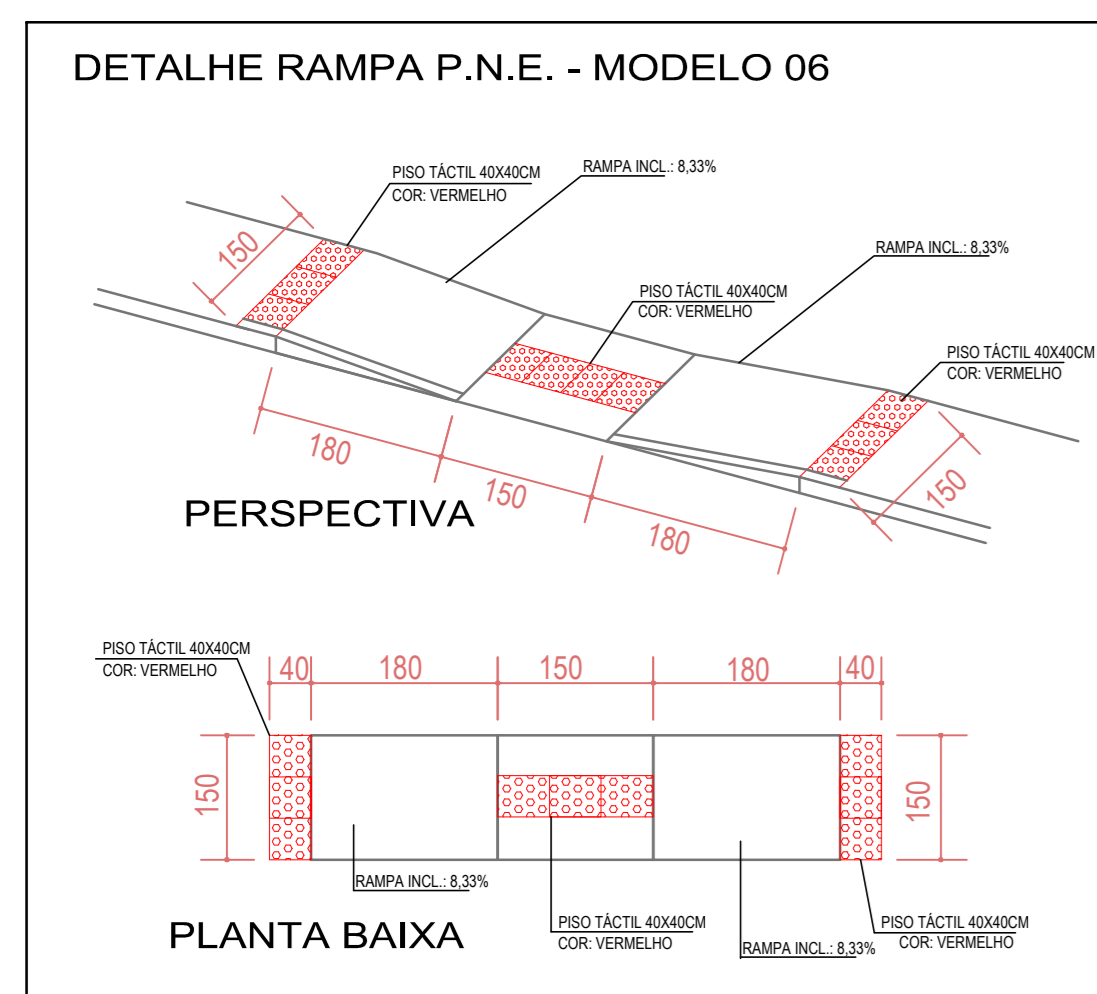 DETALHE RAMPA P.N.E. - MODELO 06
PISO TÁCTIL 40X40CM
COR: VERMELHO
RAMPA INCL.: 8,33%
150
RAMPA INCL.: 8,33%
PISO TÁCTIL 40X40CM
COR: VERMELHO
PISO TÁCTIL 40X40CM
COR: VERMELHO
180
150
180
150
PERSPECTIVA
PISO TÁCTIL 40X40CM
COR: VERMELHO
40
180
150
180
40
150
150
RAMPA INCL.: 8,33%
PISO TÁCTIL 40X40CM
COR: VERMELHO
RAMPA INCL.: 8,33%
PISO TÁCTIL 40X40CM
COR: VERMELHO
PLANTA BAIXA